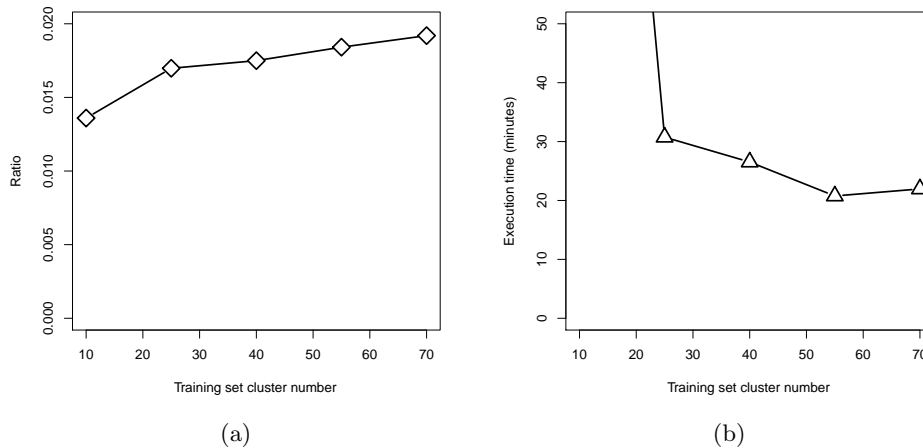 0.020
0.015
0.010
0.005
0.000
Ratio
10 20 30 40 50 60 70
Training set cluster number
(a)
50
40
30
20
10
0
Execution time (minutes)
10 20 30 40 50 60 70
Training set cluster number
(b)